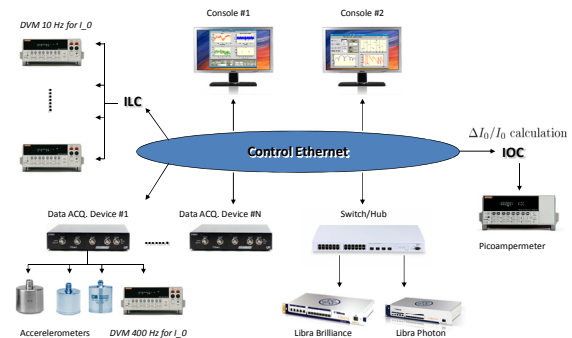 DVM 10 Hz for I_0
Console #1
Console #2
ILC
Control Ethernet
ΔI₀/I₀ calculation
IOC
Data ACQ. Device #1
Data ACQ. Device #N
Switch/Hub
Picoampermeter
Accerelerometers
DVM 400 Hz for I_0
Libra Brilliance
Libra Photon